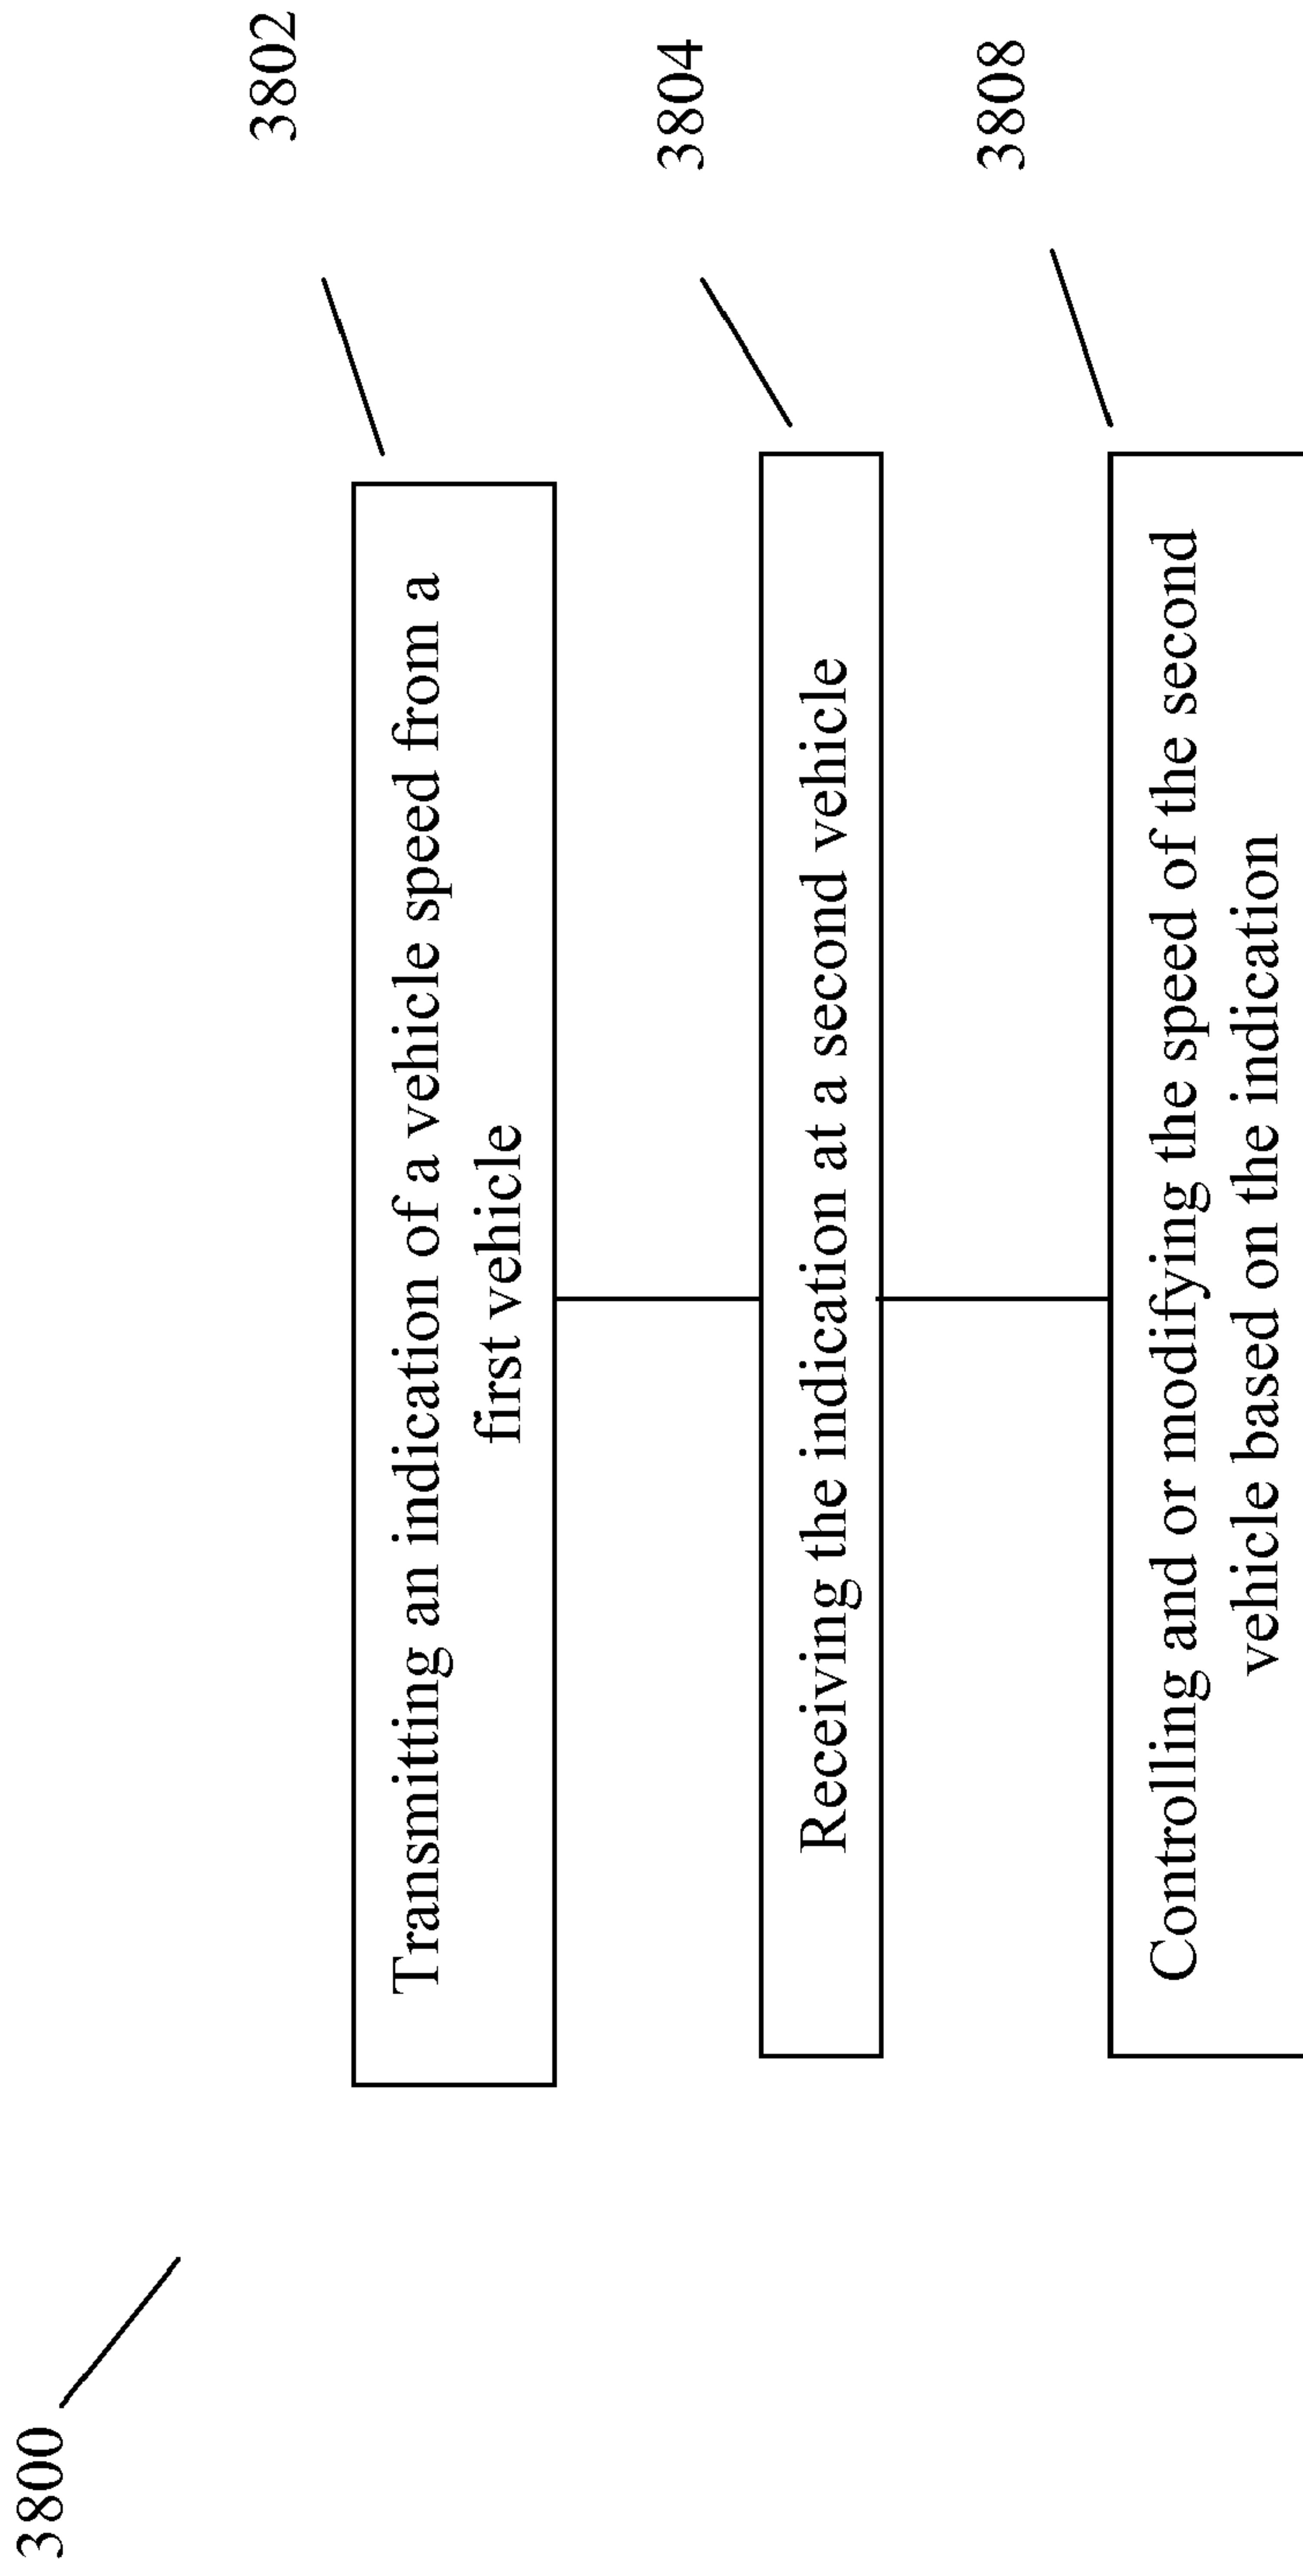 3800
3802
Transmitting an indication of a vehicle speed from a
first vehicle
3804
Receiving the indication at a second vehicle
3808
Controlling and or modifying the speed of the second
vehicle based on the indication